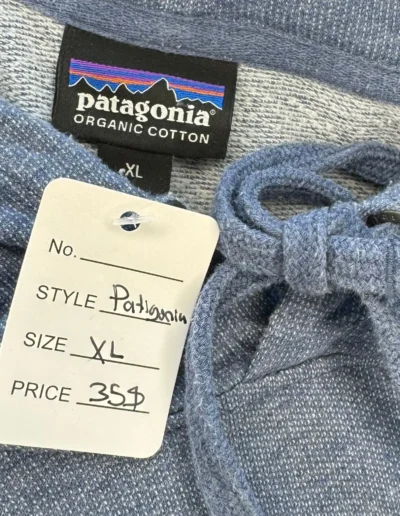 patagonia®
ORGANIC COTTON
XL
No.
STYLE Patigonia
SIZE XL
PRICE 35$